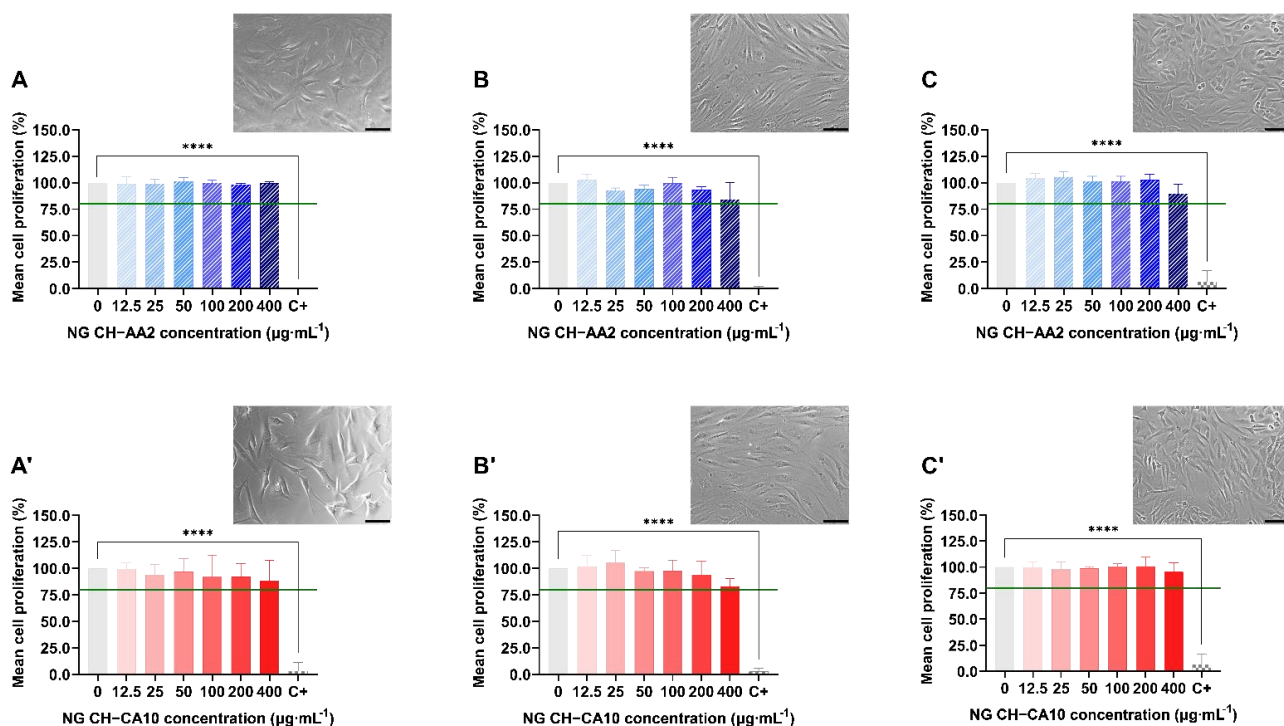 A
Mean cell proliferation (%)
150.0
125.0
100.0
75.0
50.0
25.0
0.0
****
0 12.5 25 50 100 200 400 C+
NG CH−AA2 concentration (µg·mL⁻¹)
B
Mean cell proliferation (%)
150.0
125.0
100.0
75.0
50.0
25.0
0.0
****
0 12.5 25 50 100 200 400 C+
NG CH−AA2 concentration (µg·mL⁻¹)
C
Mean cell proliferation (%)
150.0
125.0
100.0
75.0
50.0
25.0
0.0
****
0 12.5 25 50 100 200 400 C+
NG CH−AA2 concentration (µg·mL⁻¹)
A'
Mean cell proliferation (%)
150.0
125.0
100.0
75.0
50.0
25.0
0.0
****
0 12.5 25 50 100 200 400 C+
NG CH−CA10 concentration (µg·mL⁻¹)
B'
Mean cell proliferation (%)
150.0
125.0
100.0
75.0
50.0
25.0
0.0
****
0 12.5 25 50 100 200 400 C+
NG CH−CA10 concentration (µg·mL⁻¹)
C'
Mean cell proliferation (%)
150.0
125.0
100.0
75.0
50.0
25.0
0.0
****
0 12.5 25 50 100 200 400 C+
NG CH−CA10 concentration (µg·mL⁻¹)